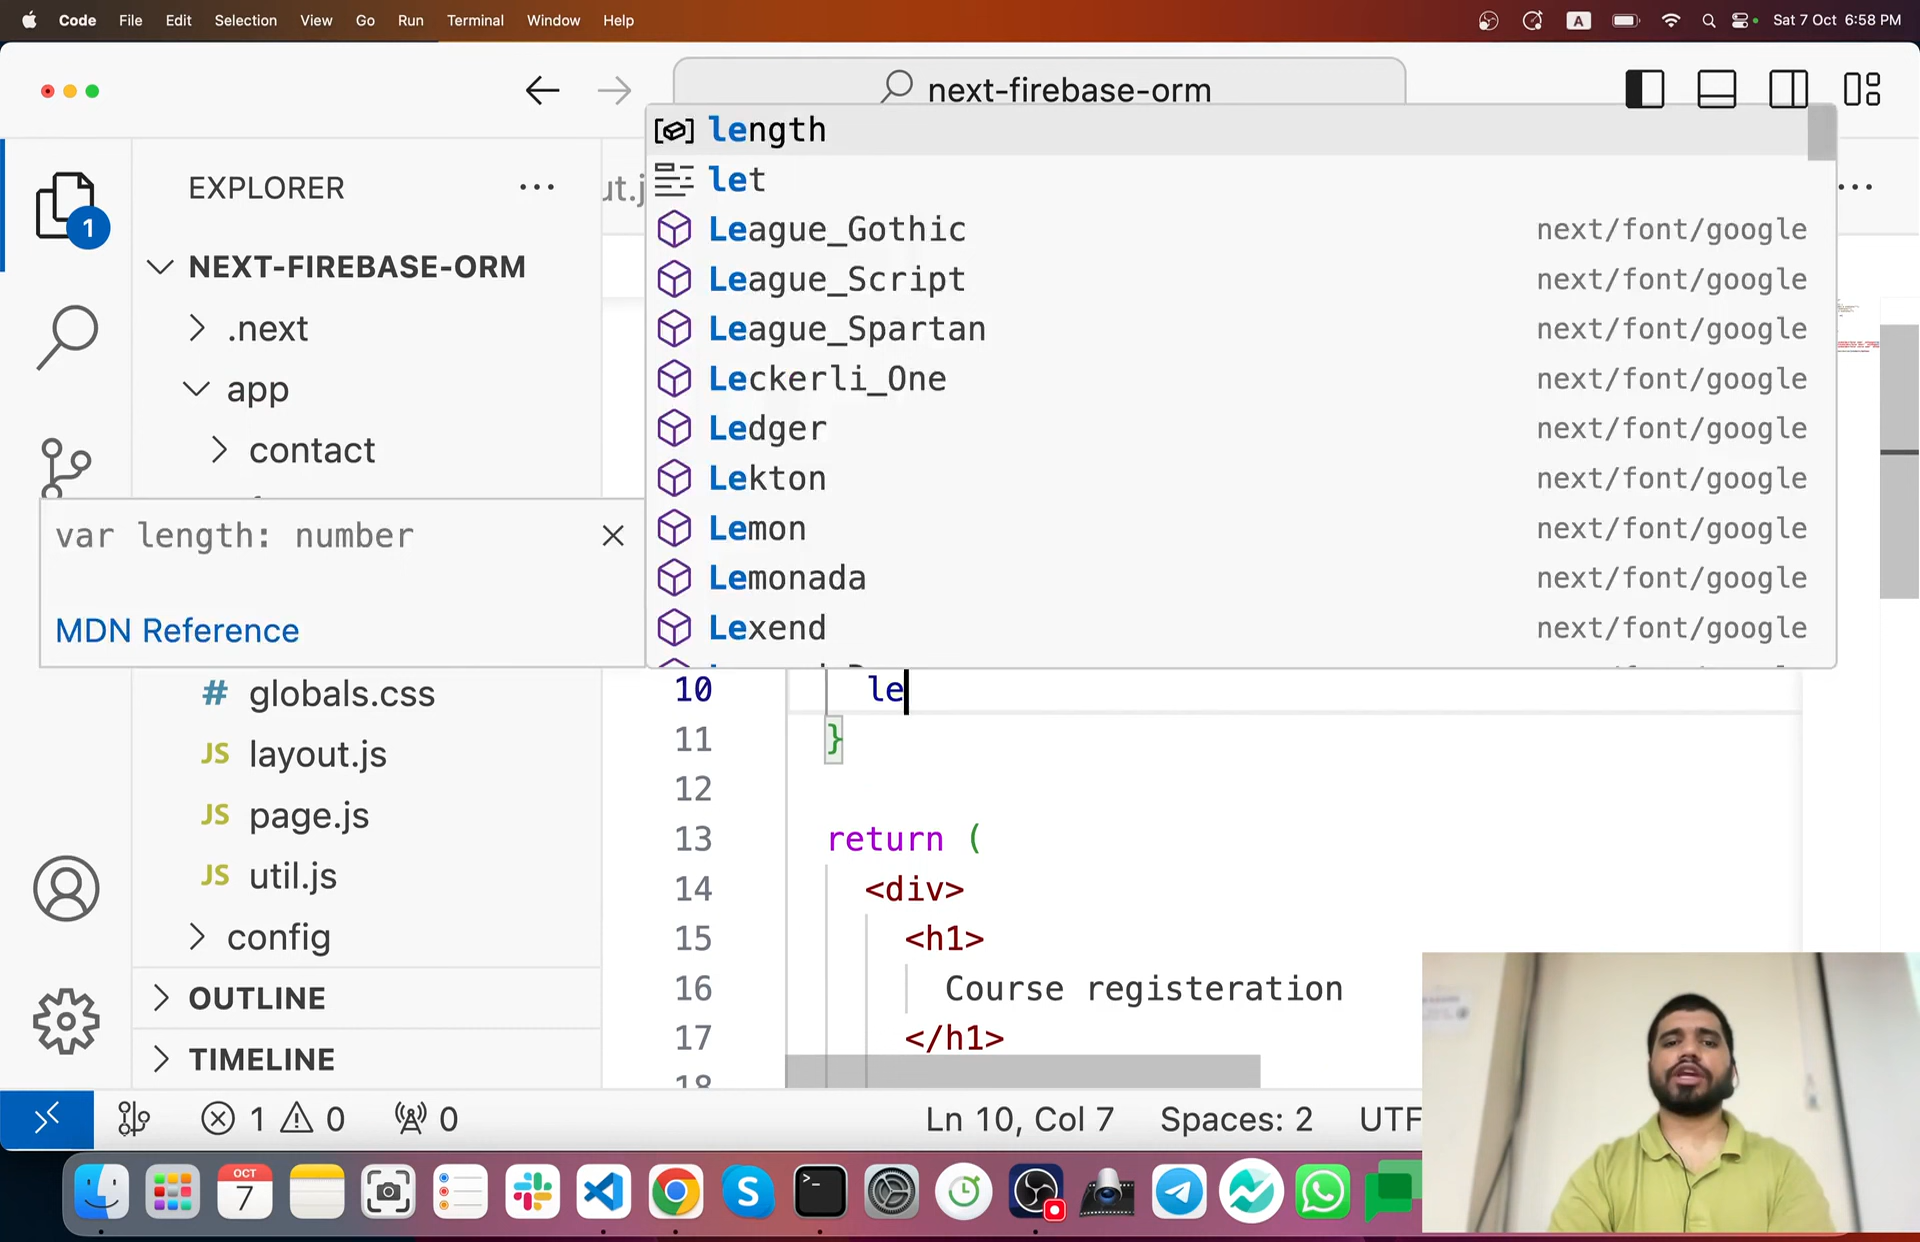 Code File Edit Selection View Go Run Terminal Window Help
A
Sat 7 Oct 6:58 PM
next-firebase-orm
EXPLORER
NEXT-FIREBASE-ORM
.next
app
contact
1
length
let
League_Gothic next/font/google
League_Script next/font/google
League_Spartan next/font/google
Leckerli_One next/font/google
Ledger next/font/google
Lekton next/font/google
Lemon next/font/google
Lemonada next/font/google
Lexend next/font/google
var length: number
MDN Reference
# globals.css
JS layout.js
JS page.js
JS util.js
config
OUTLINE
TIMELINE
10 le
11 }
12
13 return (
14 <div>
15 <h1>
16 Course registeration
17 </h1>
18
1 0 0
Ln 10, Col 7 Spaces: 2 UTF
OCT
7
S